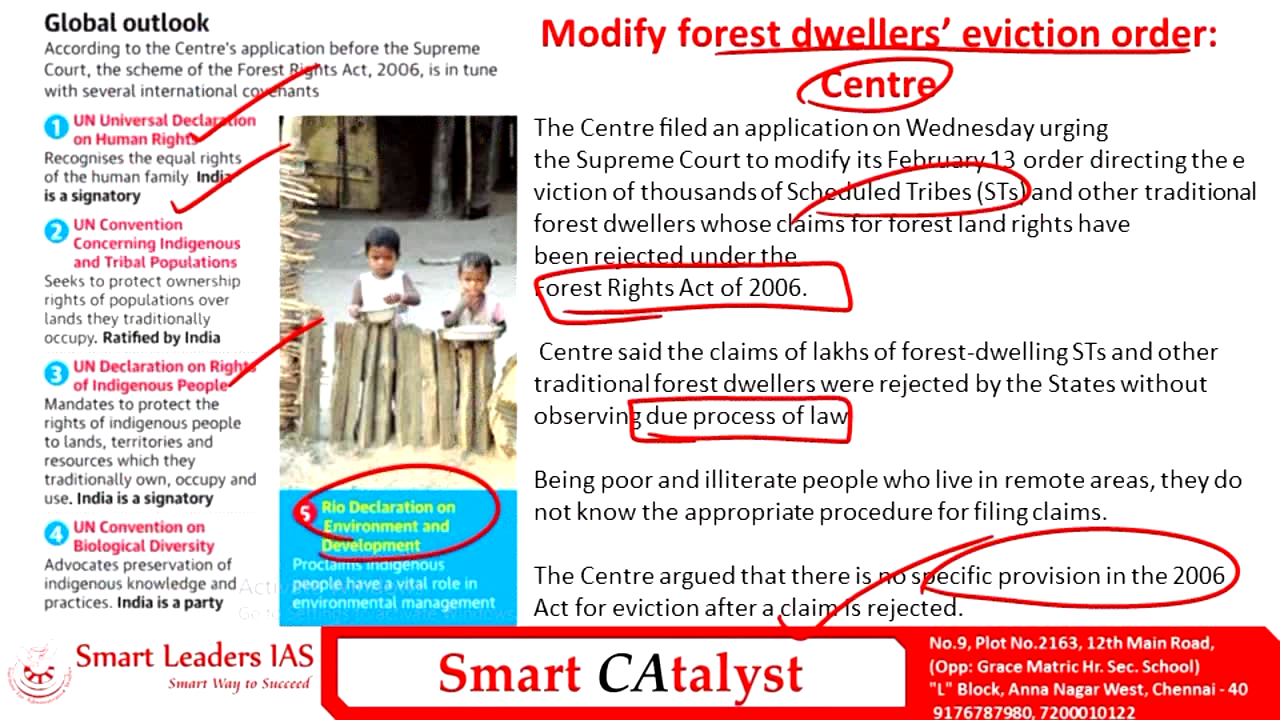 Global outlook
According to the Centre's application before the Supreme
Court, the scheme of the Forest Rights Act, 2006, is in tune
with several international covenants
1 UN Universal Declaration
on Human Rights
Recognises the equal rights
of the human family. India
is a signatory
2 UN Convention
Concerning Indigenous
and Tribal Populations
Seeks to protect ownership
rights of populations over
lands they traditionally
occupy. Ratified by India
3 UN Declaration on Rights
of Indigenous People
Mandates to protect the
rights of indigenous people
to lands, territories and
resources which they
traditionally own, occupy and
use. India is a signatory
4 UN Convention on
Biological Diversity
Advocates preservation of
indigenous knowledge and
practices. India is a party
5 Rio Declaration on
Environment and
Development
Proclaims indigenous
people have a vital role in
environmental management
Modify forest dwellers' eviction order:
Centre
The Centre filed an application on Wednesday urging
the Supreme Court to modify its February 13 order directing the e
viction of thousands of Scheduled Tribes (STs) and other traditional
forest dwellers whose claims for forest land rights have
been rejected under the
Forest Rights Act of 2006.
Centre said the claims of lakhs of forest-dwelling STs and other
traditional forest dwellers were rejected by the States without
observing due process of law
Being poor and illiterate people who live in remote areas, they do
not know the appropriate procedure for filing claims.
The Centre argued that there is no specific provision in the 2006
Act for eviction after a claim is rejected.
Smart Leaders IAS
Smart Way to Succeed
Smart CAtalyst
No.9, Plot No.2163, 12th Main Road,
(Opp: Grace Matric Hr. Sec. School)
"L" Block, Anna Nagar West, Chennai - 40
9176787980, 7200010122